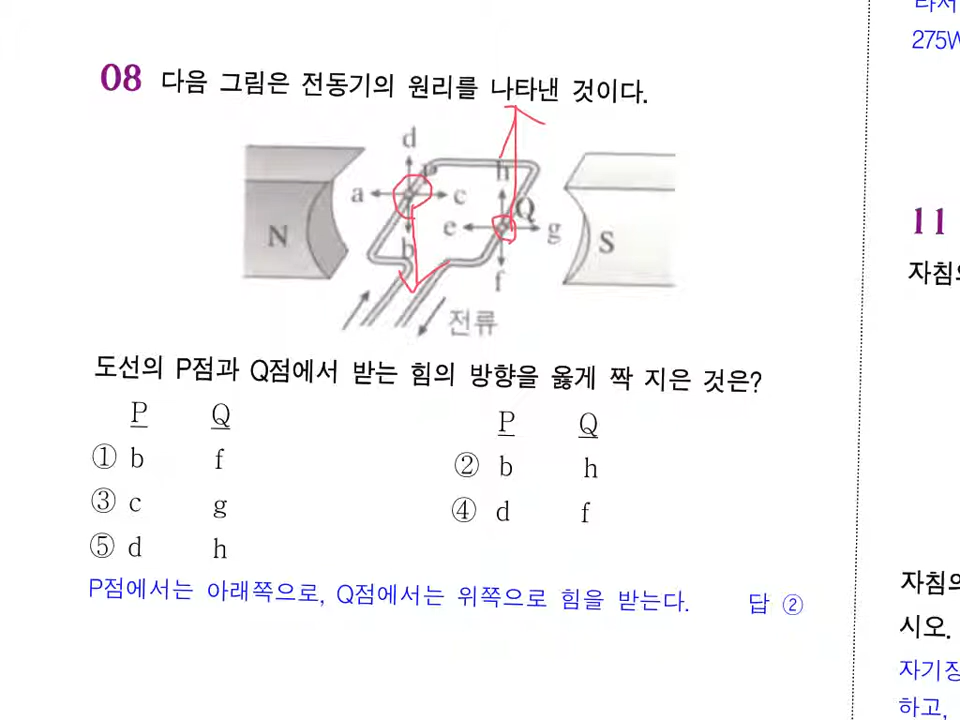 275W
08 다음 그림은 전동기의 원리를 나타낸 것이다.
d
h
a
c
Q
N
e
g
S
b
f
전류
도선의 P점과 Q점에서 받는 힘의 방향을 옳게 짝 지은 것은?
P Q P Q
① b f ② b h
③ c g ④ d f
⑤ d h
P점에서는 아래쪽으로, Q점에서는 위쪽으로 힘을 받는다. 답 ②
11
자침의
자침의
시오.
자기장
하고,